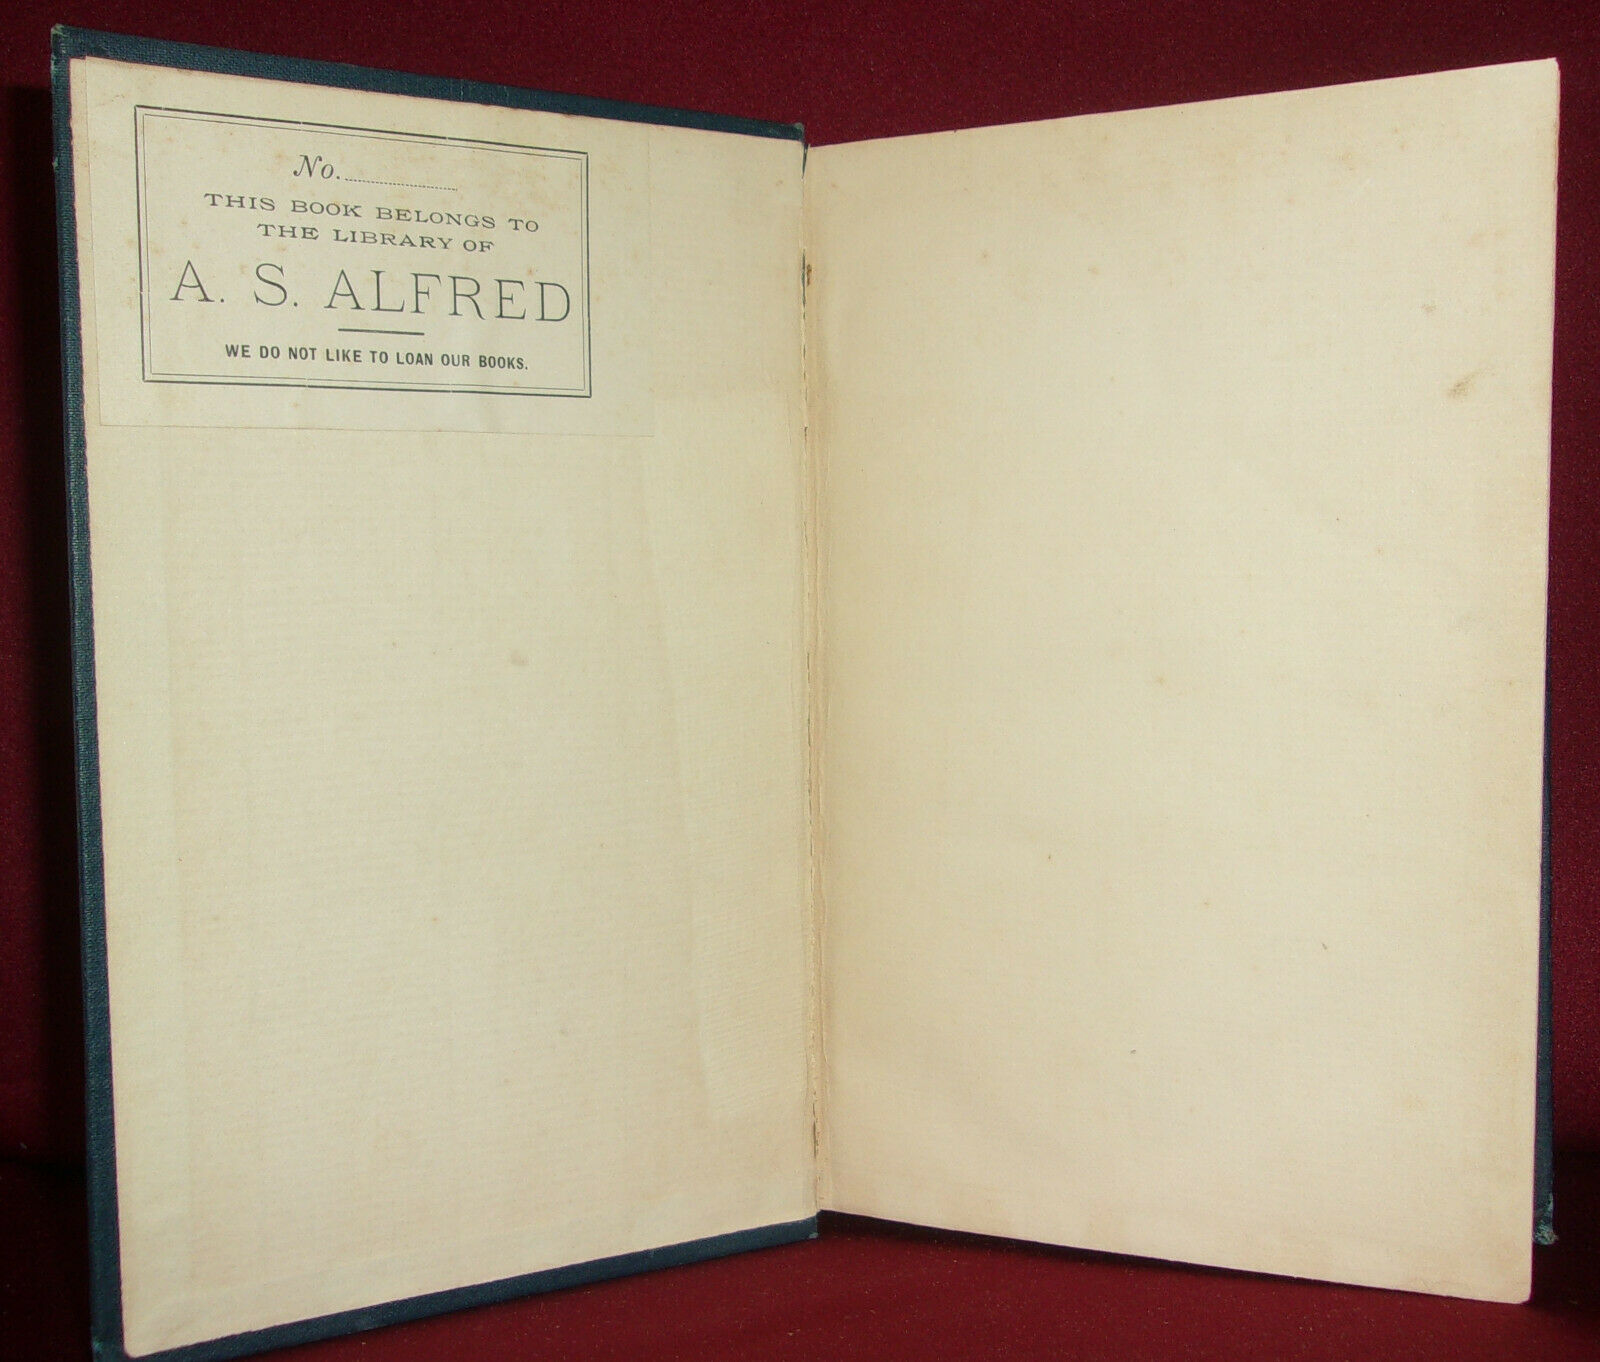 No.
THIS BOOK BELONGS TO
THE LIBRARY OF
A. S. ALFRED
WE DO NOT LIKE TO LOAN OUR BOOKS.